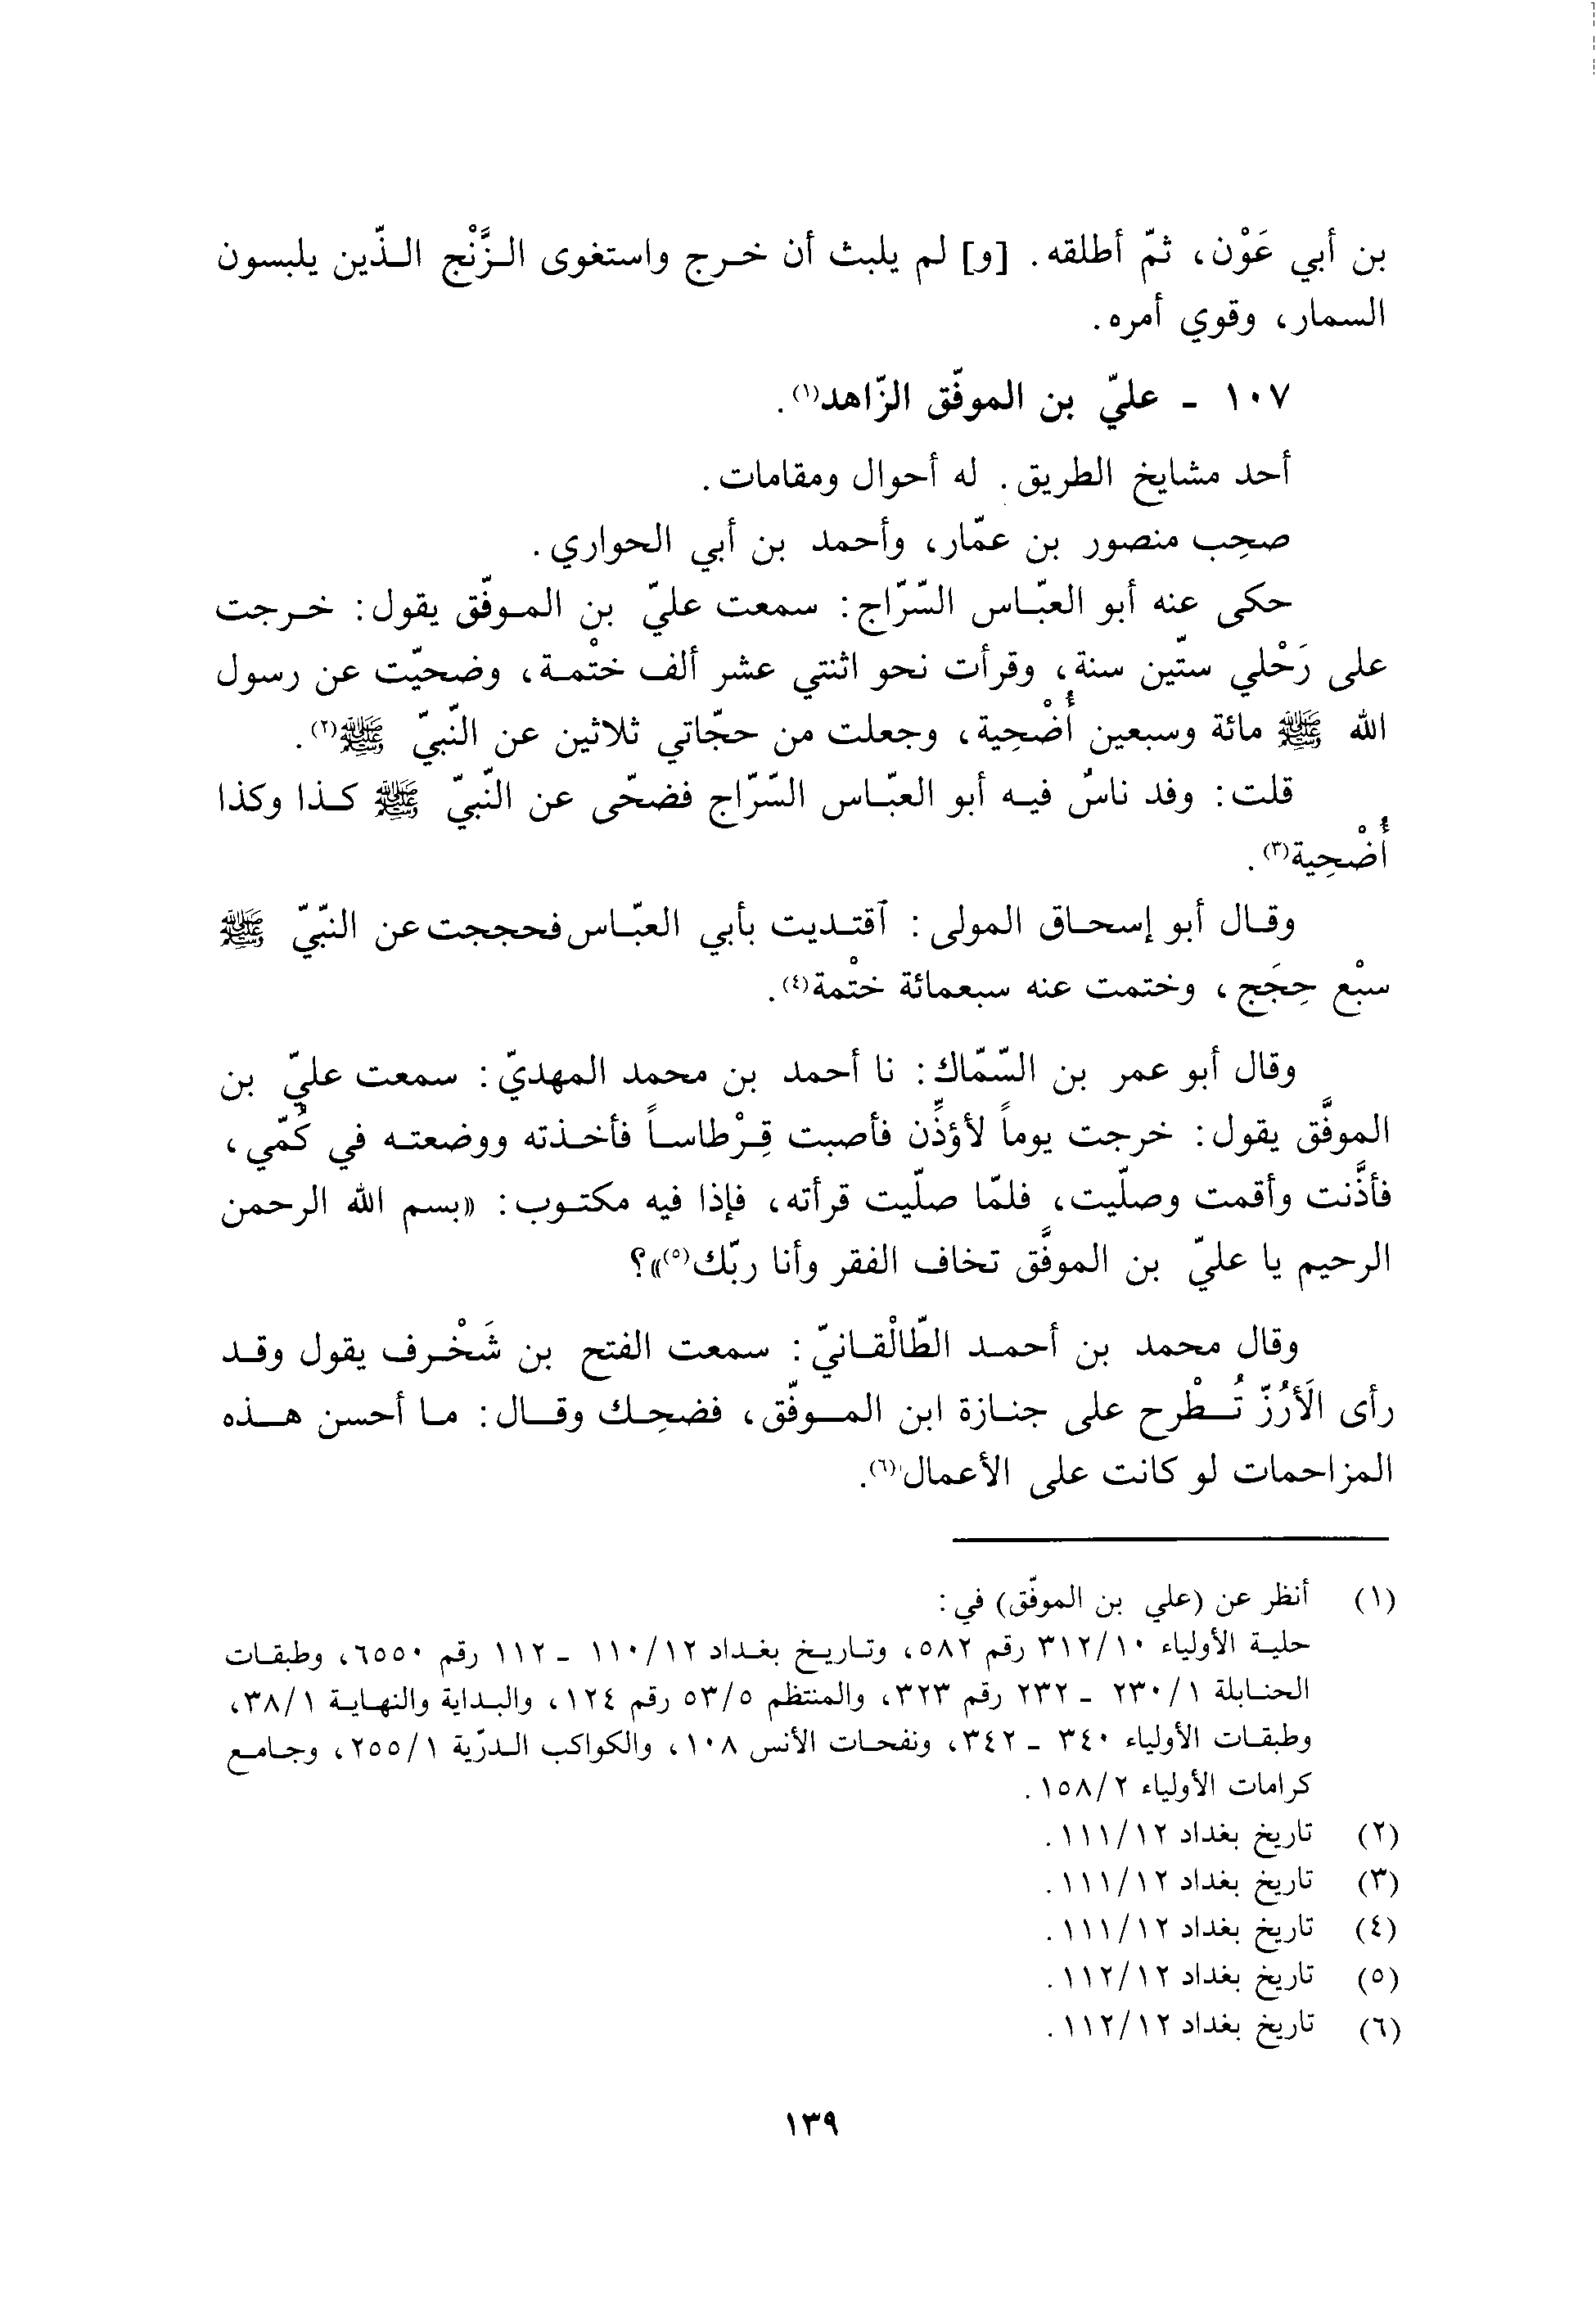 بن أبي عَوْن، ثمّ أطلقه. [و] لم يلبث أن خرج واستغوى الزَّنْج الذّين يلبسون
السمار، وقوي أمره.
١٠٧ - عليّ بن الموفّق الزّاهد(١).
أحد مشايخ الطريق. له أحوال ومقامات.
صحِب منصور بن عمّار، وأحمد بن أبي الحواري.
حكى عنه أبو العبّاس السّرّاج: سمعت عليّ بن الموفّق يقول: خرجت
على رَحْلي ستّين سنة، وقرأت نحو اثنتي عشر ألف ختْمة، وضحيّت عن رسول
الله ﷺ مائة وسبعين أُضْحِية، وجعلت من حجّاتي ثلاثين عن النّبيّ ﷺ(٢).
قلت: وفد ناسٌ فيه أبو العبّاس السّرّاج فضحّى عن النّبيّ ﷺ كذا وكذا
أُضْحِية(٣).
وقال أبو إسحاق المولى: آقتديت بأبي العبّاس فحججت عن النبّيّ ﷺ
سبْع حِجَج، وختمت عنه سبعمائة ختْمة(٤).
وقال أبو عمر بن السّمّاك: نا أحمد بن محمد المهديّ: سمعت عليّ بن
الموفَّق يقول: خرجت يوماً لأؤذِّن فأصبت قِرْطاساً فأخذته ووضعته في كُمّي،
فأذَّنت وأقمت وصلّيت، فلمّا صلّيت قرأته، فإذا فيه مكتوب: «بسم الله الرحمن
الرحيم يا عليّ بن الموفَّق تخاف الفقر وأنا ربّك(٥)»؟
وقال محمد بن أحمد الطّالْقانيّ: سمعت الفتح بن شَخْرف يقول وقد
رأى الَأرُزّ تُطْرح على جنازة ابن الموفّق، فضحِك وقال: ما أحسن هذه
المزاحمات لو كانت على الأعمال(٦).
(١) أنظر عن (علي بن الموفّق) في:
حلية الأولياء ٣١٢/١٠ رقم ٥٨٢، وتاريخ بغداد ١١٠/١٢ - ١١٢ رقم ٦٥٥٠، وطبقات
الحنابلة ٢٣٠/١ - ٢٣٢ رقم ٣٢٣، والمنتظم ٥٣/٥ رقم ١٢٤، والبداية والنهاية ٣٨/١،
وطبقات الأولياء ٣٤٠ - ٣٤٢، ونفحات الأنس ١٠٨، والكواكب الدرّية ٢٥٥/١، وجامع
كرامات الأولياء ١٥٨/٢.
(٢) تاريخ بغداد ١١١/١٢.
(٣) تاريخ بغداد ١١١/١٢.
(٤) تاريخ بغداد ١١١/١٢.
(٥) تاريخ بغداد ١١٢/١٢.
(٦) تاريخ بغداد ١١٢/١٢.
١٣٩